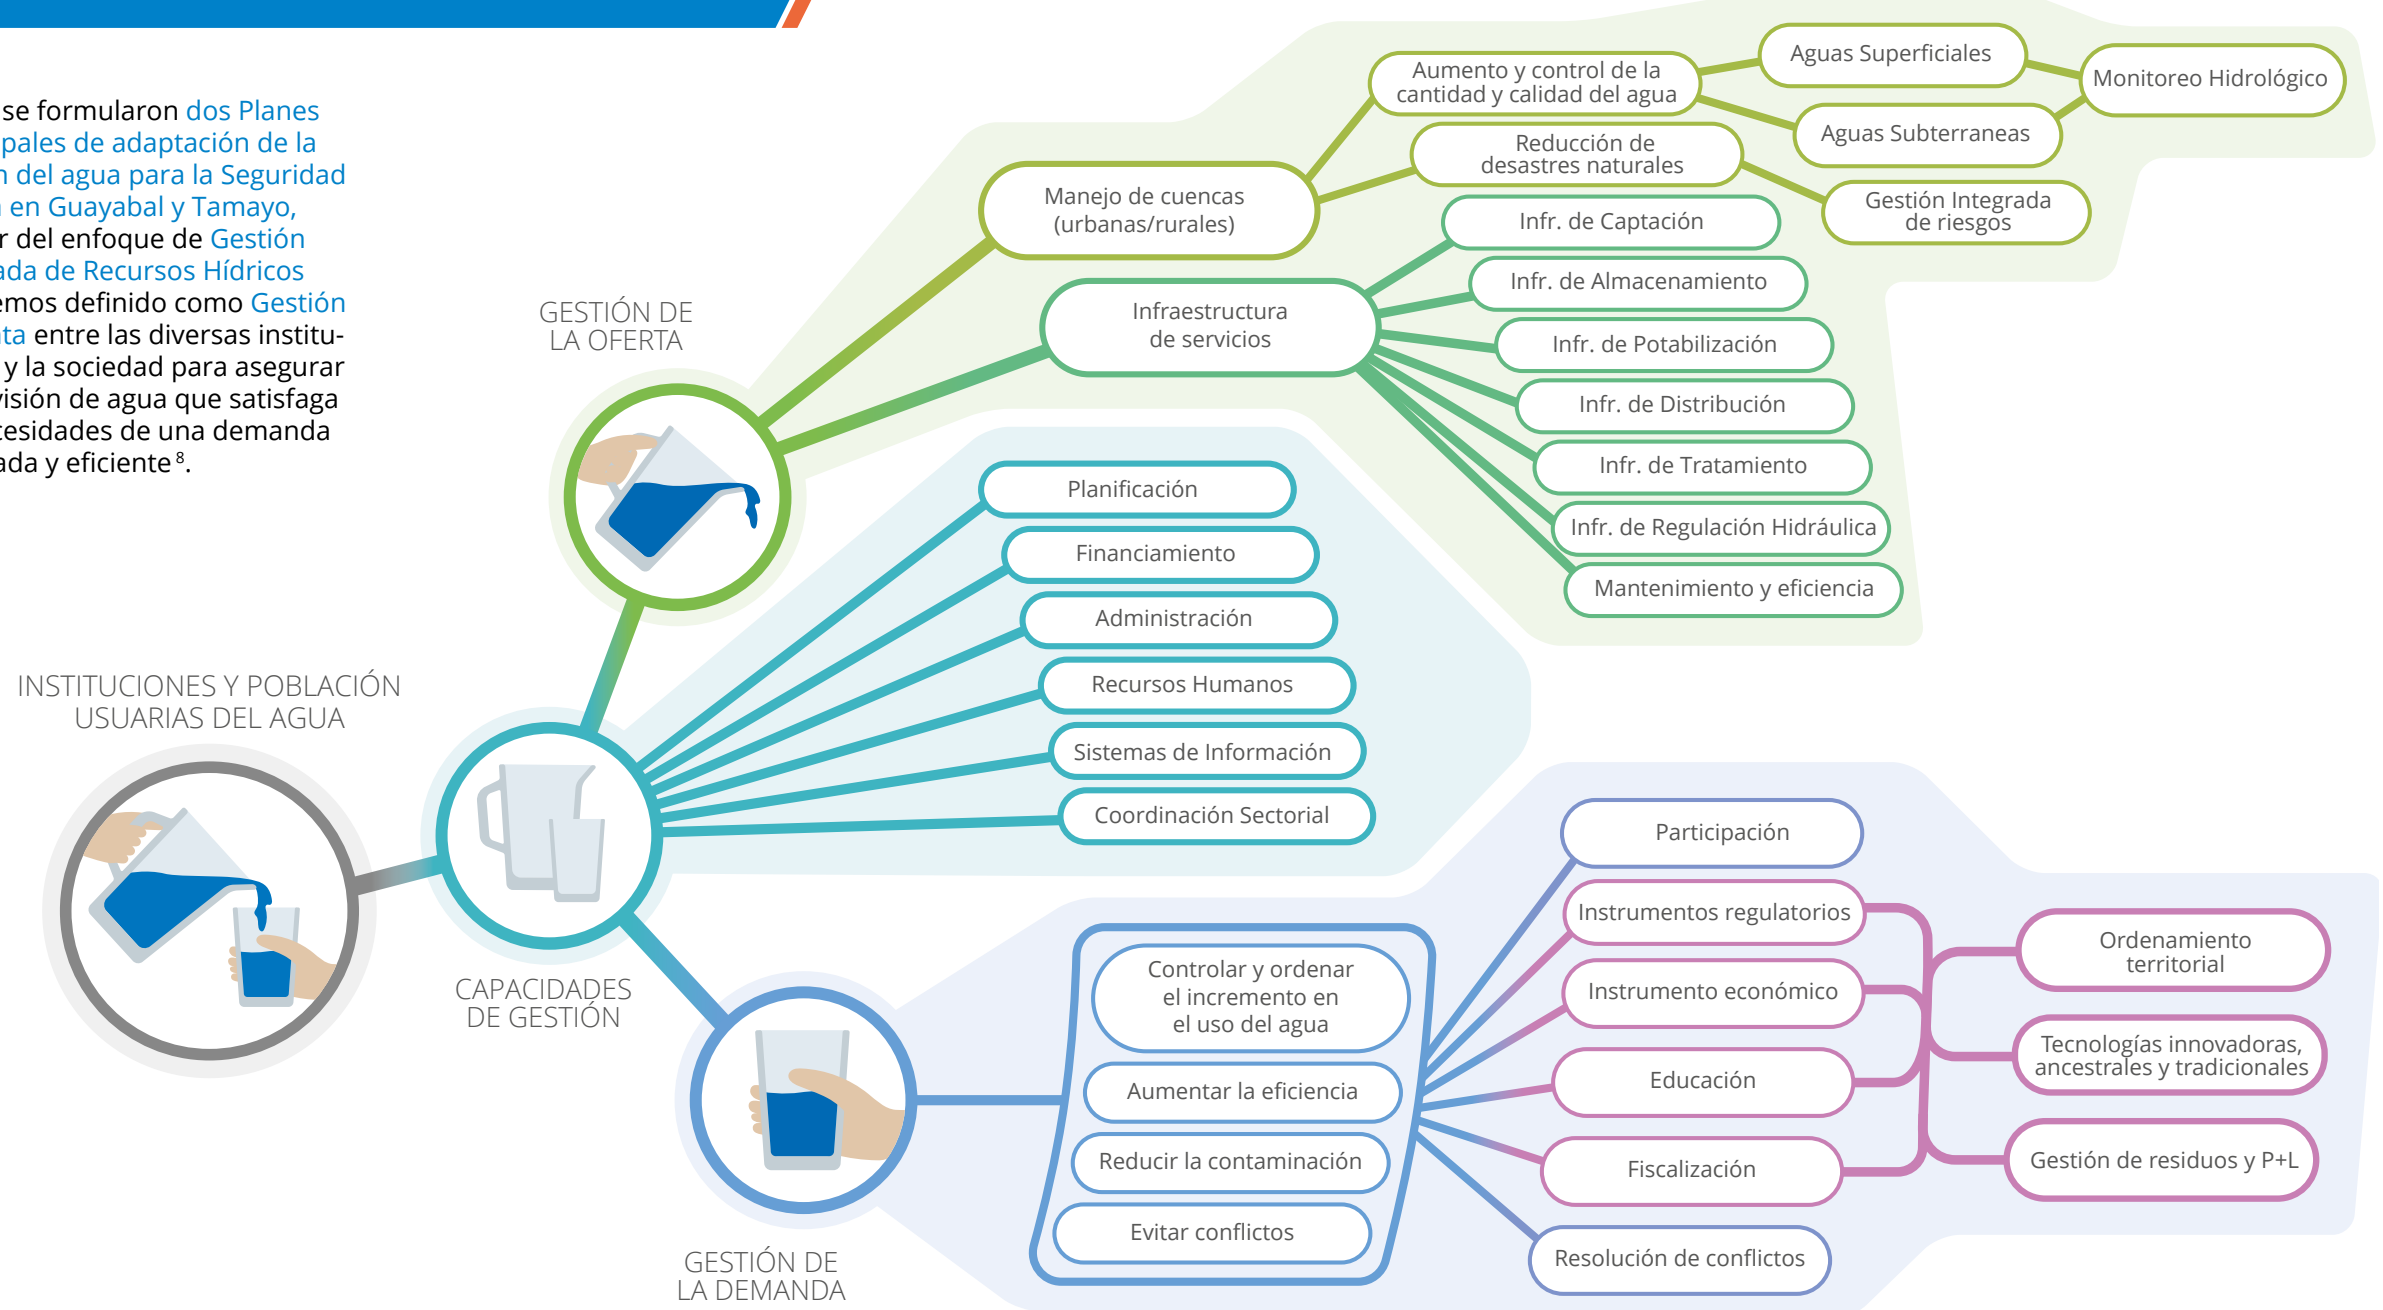 se formularon dos Planes
pales de adaptación de la
del agua para la Seguridad
en Guayabal y Tamayo,
del enfoque de Gestión
de Recursos Hídricos
definido como Gestión
entre las diversas institu-
y la sociedad para asegurar
de agua que satisfaga
de una demanda
y eficiente 8.
INSTITUCIONES Y POBLACIÓN
USUARIAS DEL AGUA
CAPACIDADES
DE GESTIÓN
GESTIÓN DE
LA OFERTA
Manejo de cuencas
(urbanas/rurales)
Aumento y control de la
cantidad y calidad del agua
Aguas Superficiales
Aguas Subterraneas
Monitoreo Hidrológico
Reducción de
desastres naturales
Gestión Integrada
de riesgos
Infraestructura
de servicios
Infr. de Captación
Infr. de Almacenamiento
Infr. de Potabilización
Infr. de Distribución
Infr. de Tratamiento
Infr. de Regulación Hidráulica
Mantenimiento y eficiencia
Planificación
Financiamiento
Administración
Recursos Humanos
Sistemas de Información
Coordinación Sectorial
GESTIÓN DE
LA DEMANDA
Controlar y ordenar
el incremento en
el uso del agua
Aumentar la eficiencia
Reducir la contaminación
Evitar conflictos
Participación
Instrumentos regulatorios
Instrumento económico
Educación
Fiscalización
Resolución de conflictos
Ordenamiento
territorial
Tecnologías innovadoras,
ancestrales y tradicionales
Gestión de residuos y P+L